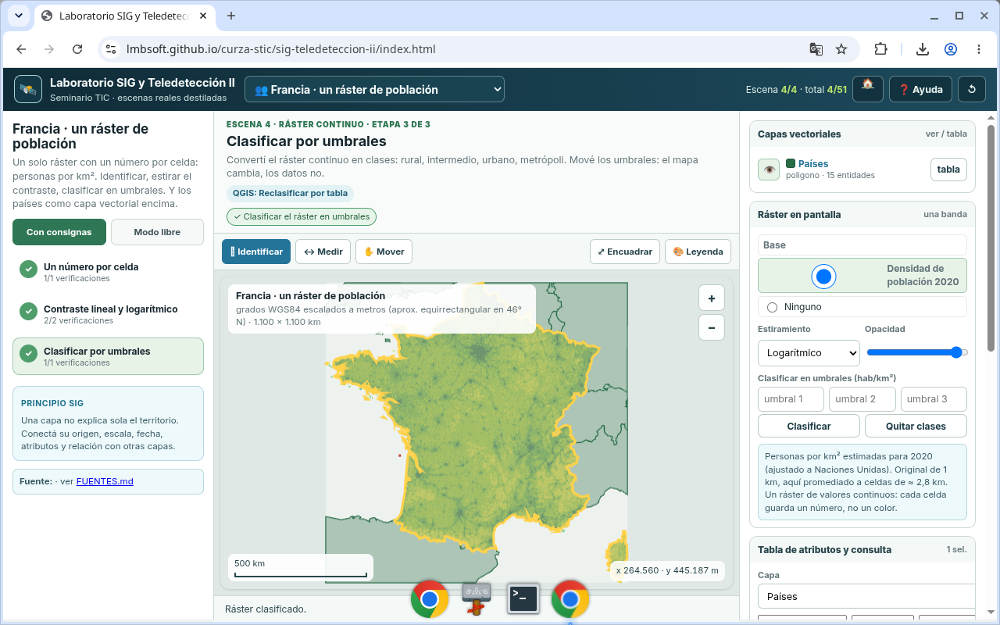 Laboratorio SIG y Teledetecc
lmbsoft.github.io/curza-stic/sig-teledeteccion-ii/index.html
Laboratorio SIG y Teledetección II
Seminario TIC · escenas reales destiladas
Francia · un ráster de población
Escena 4/4 · total 4/51
Ayuda
Francia · un ráster de
población
Un solo ráster con un número por celda:
personas por km². Identificar, estirar el
contraste, clasificar en umbrales. Y los
países como capa vectorial encima.
Con consignas
Modo libre
Un número por celda
1/1 verificaciones
Contraste lineal y logarítmico
2/2 verificaciones
Clasificar por umbrales
1/1 verificaciones
PRINCIPIO SIG
Una capa no explica sola el territorio.
Conectá su origen, escala, fecha,
atributos y relación con otras capas.
Fuente: · ver FUENTES.md
ESCENA 4 · RÁSTER CONTINUO · ETAPA 3 DE 3
Clasificar por umbrales
Convertí el ráster continuo en clases: rural, intermedio, urbano, metrópoli. Mové los umbrales: el mapa
cambia, los datos no.
QGIS: Reclasificar por tabla
✓ Clasificar el ráster en umbrales
Identificar
Medir
Mover
Encuadrar
Leyenda
Francia · un ráster de población
grados WGS84 escalados a metros (aprox. equirrectangular en 46°
N) · 1.100 × 1.100 km
+
−
500 km
x 264.560 · y 445.187 m
Ráster clasificado.
Capas vectoriales
ver / tabla
Países
poligono · 15 entidades
tabla
Ráster en pantalla
una banda
Base
Densidad de
población 2020
Ninguno
Estiramiento
Opacidad
Logarítmico
Clasificar en umbrales (hab/km²)
umbral 1
umbral 2
umbral 3
Clasificar
Quitar clases
Personas por km² estimadas para 2020
(ajustado a Naciones Unidas). Original de 1
km, aquí promediado a celdas de ≈ 2,8 km.
Un ráster de valores continuos: cada celda
guarda un número, no un color.
Tabla de atributos y consulta
1 sel.
Capa
Países